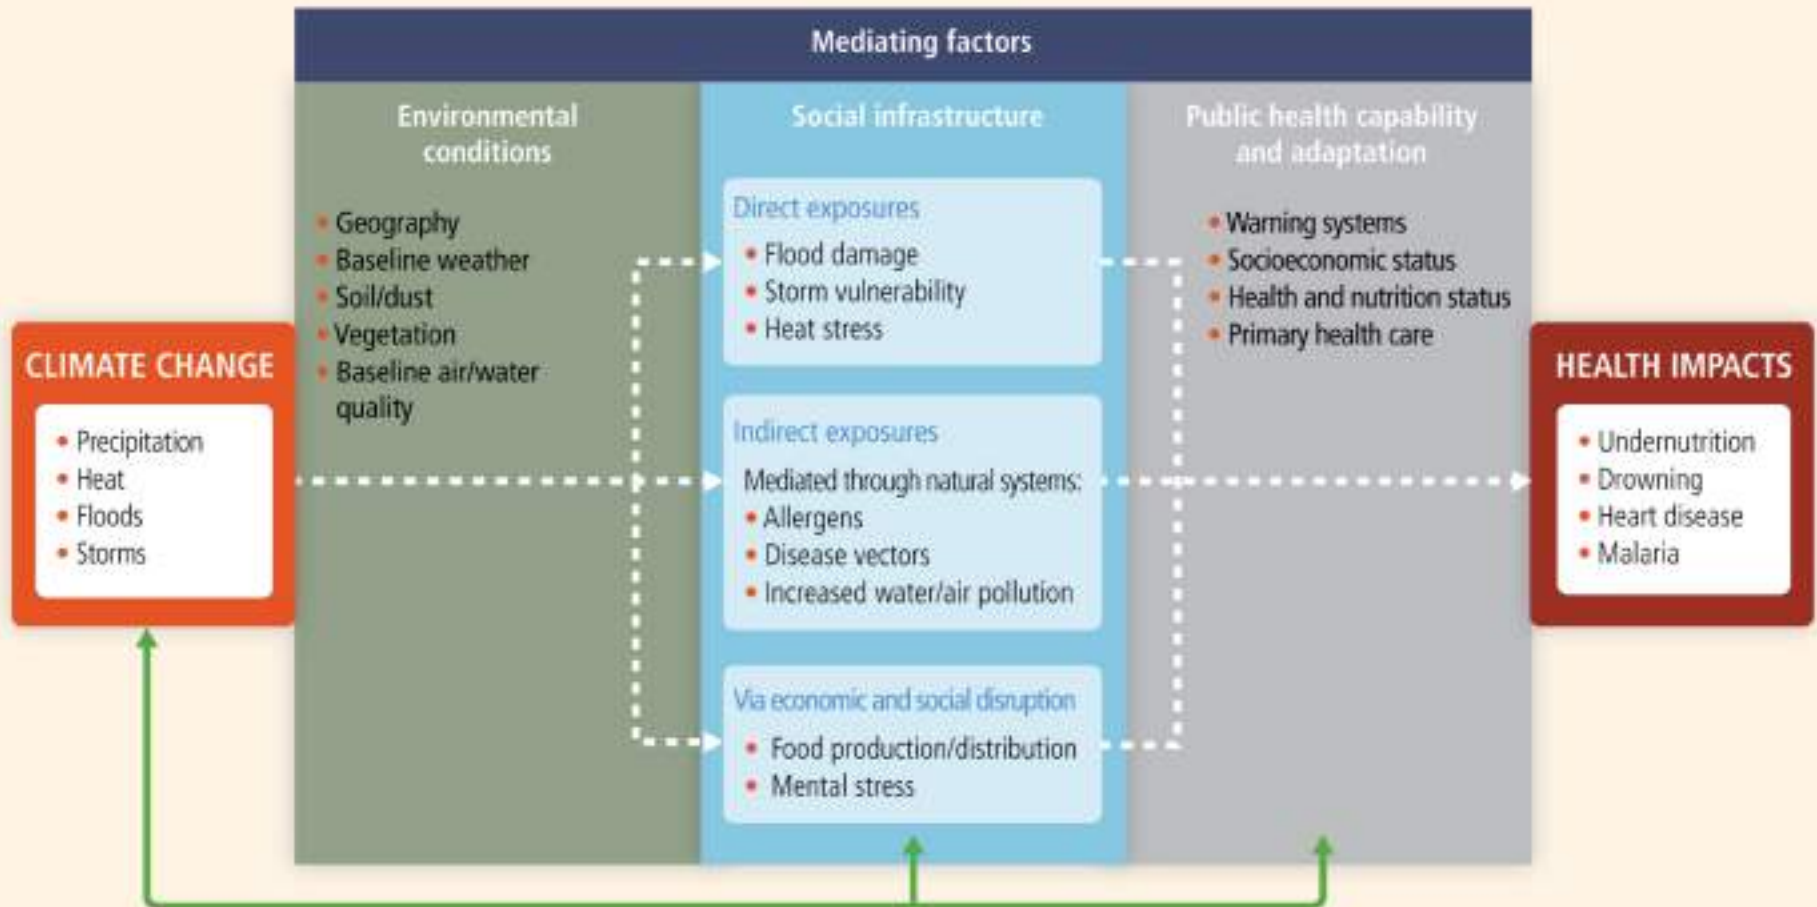 Mediating factors
Environmental
conditions
Geography
Baseline weather
Soil/dust
Vegetation
Baseline air/water
quality
Social infrastructure
Direct exposures
Flood damage
Storm vulnerability
Heat stress
Indirect exposures
Mediated through natural systems:
Allergens
Disease vectors
Increased water/air pollution
Via economic and social disruption
Food production/distribution
Mental stress
Public health capability
and adaptation
Warning systems
Socioeconomic status
Health and nutrition status
Primary health care
CLIMATE CHANGE
Precipitation
Heat
Floods
Storms
HEALTH IMPACTS
Undernutrition
Drowning
Heart disease
Malaria